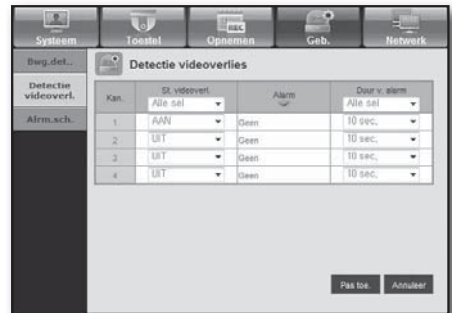 Systeem Toestel Opnemen Geb. Netwerk
Bwg.det..
Detectie videoverl.
Alrm.sch.
Detectie videoverlies
Kan. St. videoverl. Alarm Duur v. alarm
Alle sel Alle sel
1 AAN Geen 10 sec.
2 UIT Geen 10 sec.
3 UIT Geen 10 sec.
4 UIT Geen 10 sec.
Pas toe. Annuleer